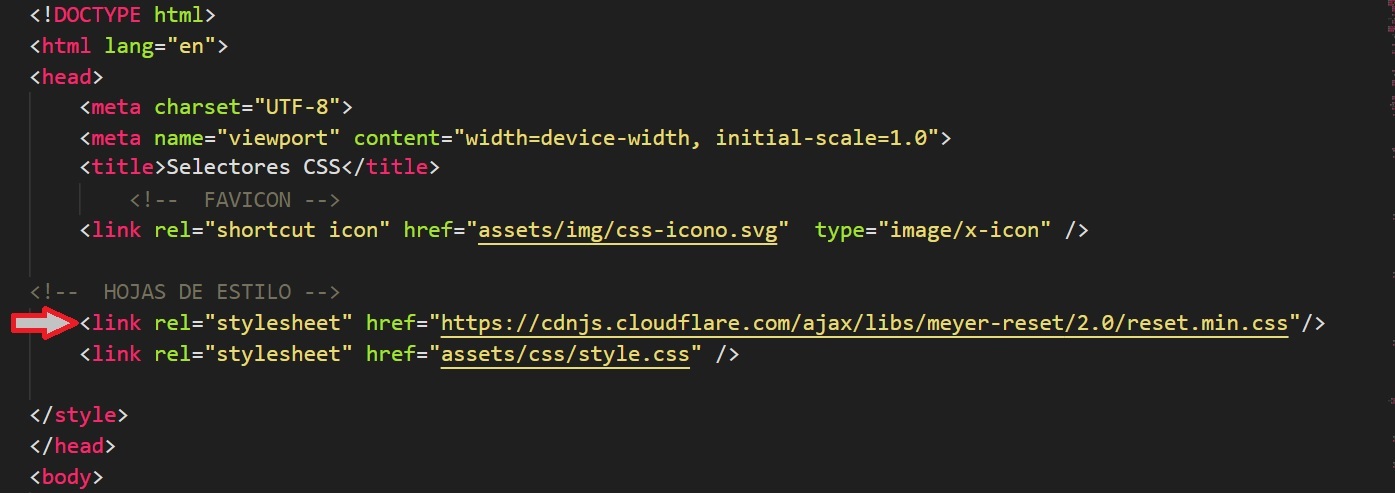 <!DOCTYPE html>
<html lang="en">
<head>
<meta charset="UTF-8">
<meta name="viewport" content="width=device-width, initial-scale=1.0">
<title>Selectores CSS</title>
<!--  FAVICON -->
<link rel="shortcut icon" href="assets/img/css-icono.svg"  type="image/x-icon" />
<!--  HOJAS DE ESTILO -->
<link rel="stylesheet" href="https://cdnjs.cloudflare.com/ajax/libs/meyer-reset/2.0/reset.min.css"/>
<link rel="stylesheet" href="assets/css/style.css" />
</style>
</head>
<body>